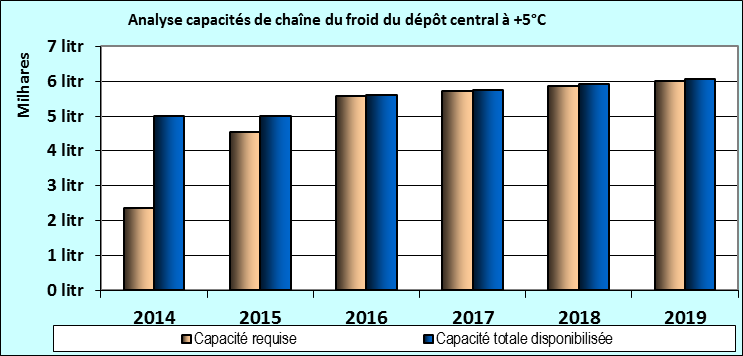 Analyse capacités de chaîne du froid du dépôt central à +5°C
Milhares
7 litr
6 litr
5 litr
4 litr
3 litr
2 litr
1 litr
0 litr
2014 2015 2016 2017 2018 2019
Capacité requise Capacité totale disponibilisée